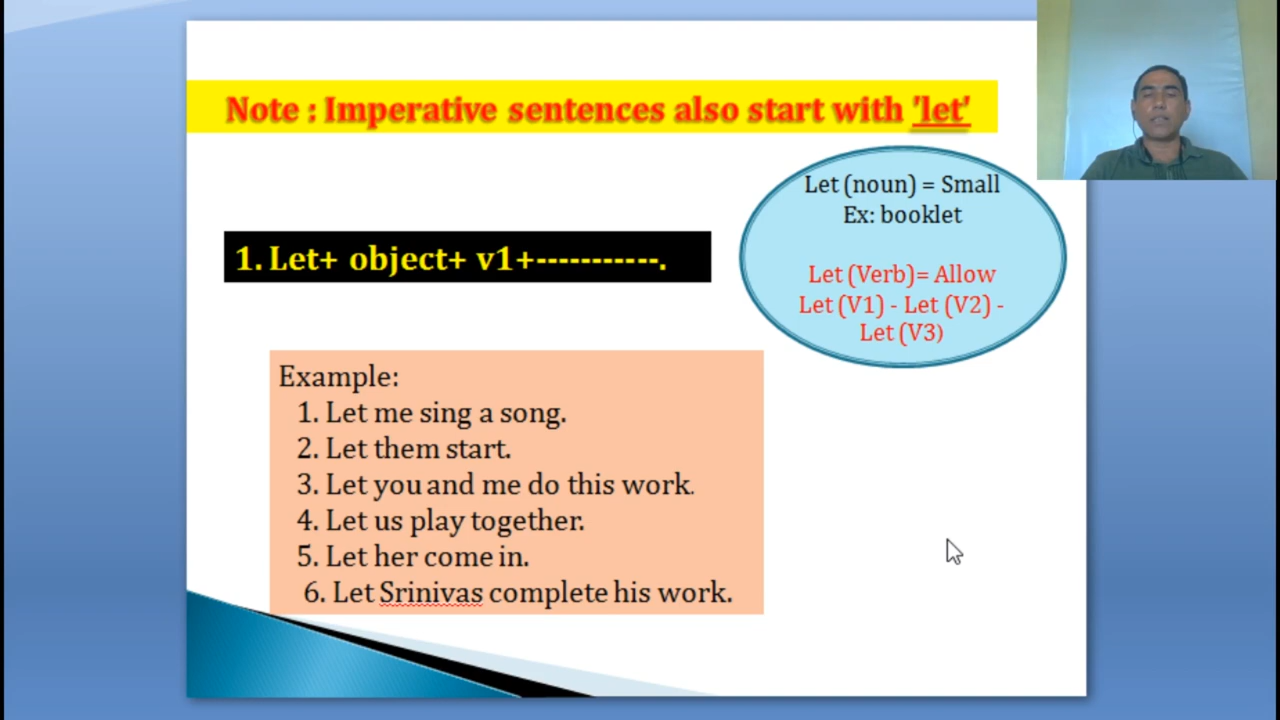 Note : Imperative sentences also start with 'let'
Let (noun) = Small
Ex: booklet
Let (Verb)= Allow
Let (V1) - Let (V2) -
Let (V3)
1. Let+ object+ v1+-----------.
Example:
1. Let me sing a song.
2. Let them start.
3. Let you and me do this work.
4. Let us play together.
5. Let her come in.
6. Let Srinivas complete his work.